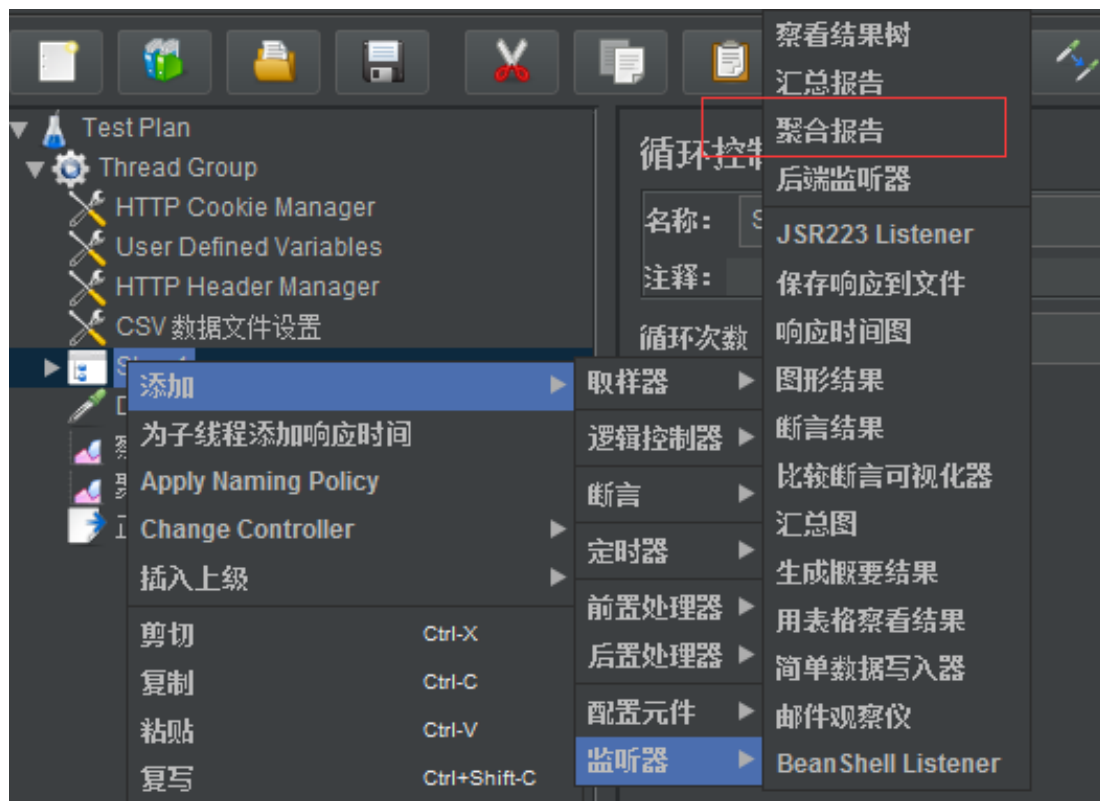 Test Plan
Thread Group
HTTP Cookie Manager
User Defined Variables
HTTP Header Manager
CSV 数据文件设置
循环控制
名称：
注释：
循环次数
添加
为子线程添加响应时间
Apply Naming Policy
Change Controller
插入上级
剪切 Ctrl-X
复制 Ctrl-C
粘贴 Ctrl-V
复写 Ctrl+Shift-C
取样器
逻辑控制器
断言
定时器
前置处理器
后置处理器
配置元件
监听器
察看结果树
汇总报告
聚合报告
后端监听器
JSR223 Listener
保存响应到文件
响应时间图
图形结果
断言结果
比较断言可视化器
汇总图
生成概要结果
用表格察看结果
简单数据写入器
邮件观察仪
BeanShell Listener